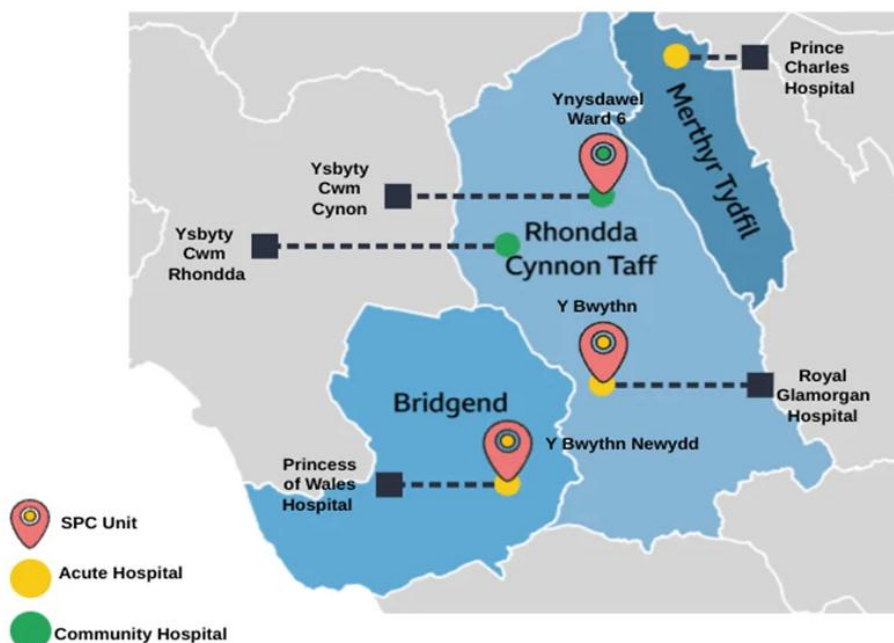 Prince
Charles
Hospital
Ynysdawel
Ward 6
Merthyr Tydfil
Ysbyty
Cwm
Cynon
Ysbyty
Cwm
Rhondda
Rhondda
Cynnon Taff
Y Bwythn
Royal
Glamorgan
Hospital
Bridgend
Y Bwythn Newydd
Princess
of Wales
Hospital
SPC Unit
Acute Hospital
Community Hospital